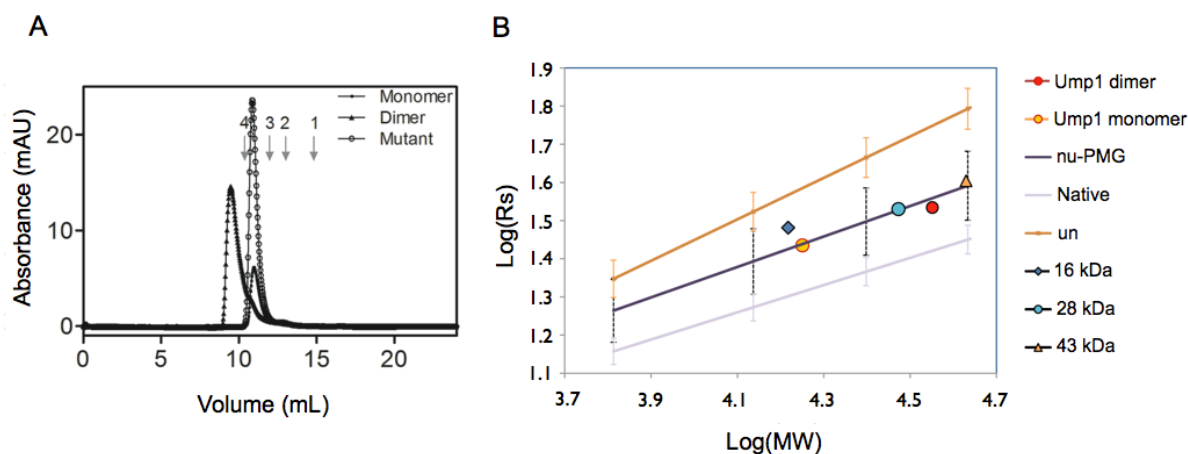 A
Absorbance (mAU)
20
10
0
4 3 2 1
Monomer
Dimer
Mutant
0 10 20
Volume (mL)
B
Log(Rs)
1.9
1.8
1.7
1.6
1.5
1.4
1.3
1.2
1.1
3.7 3.9 4.1 4.3 4.5 4.7
Log(MW)
Ump1 dimer
Ump1 monomer
nu-PMG
Native
un
16 kDa
28 kDa
43 kDa